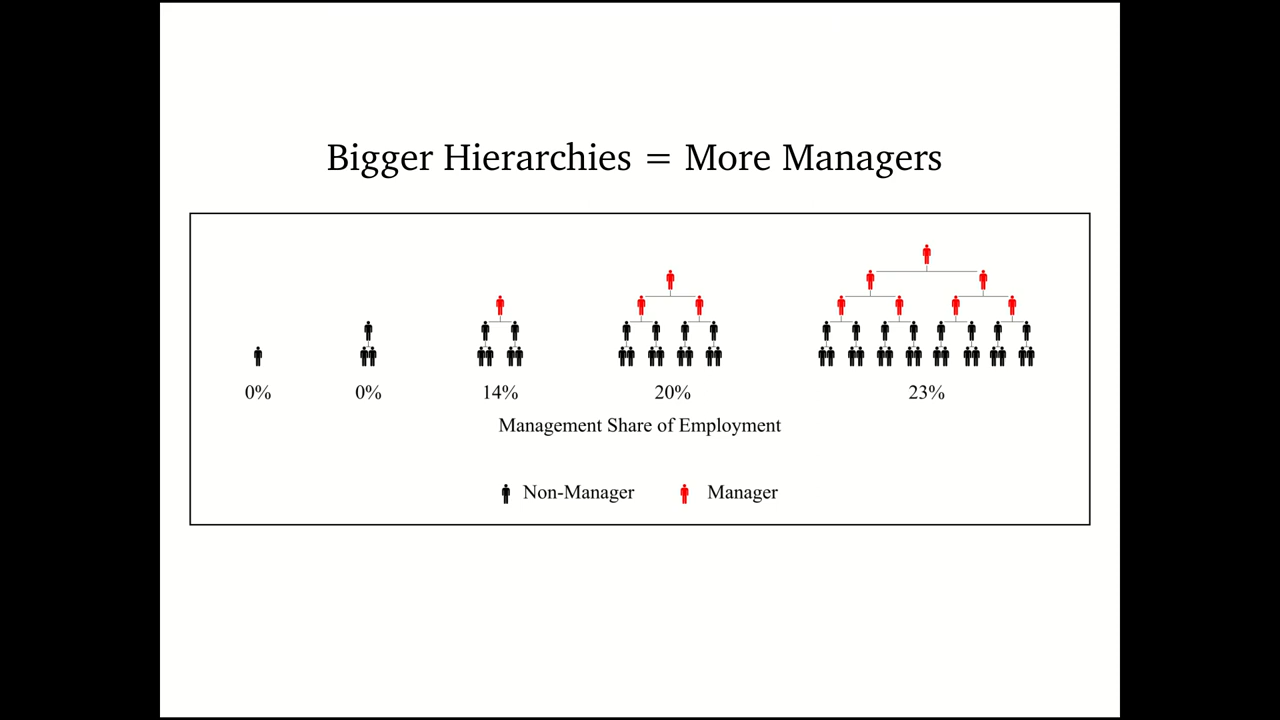 Bigger Hierarchies = More Managers
0% 0% 14% 20% 23%
Management Share of Employment
Non-Manager Manager